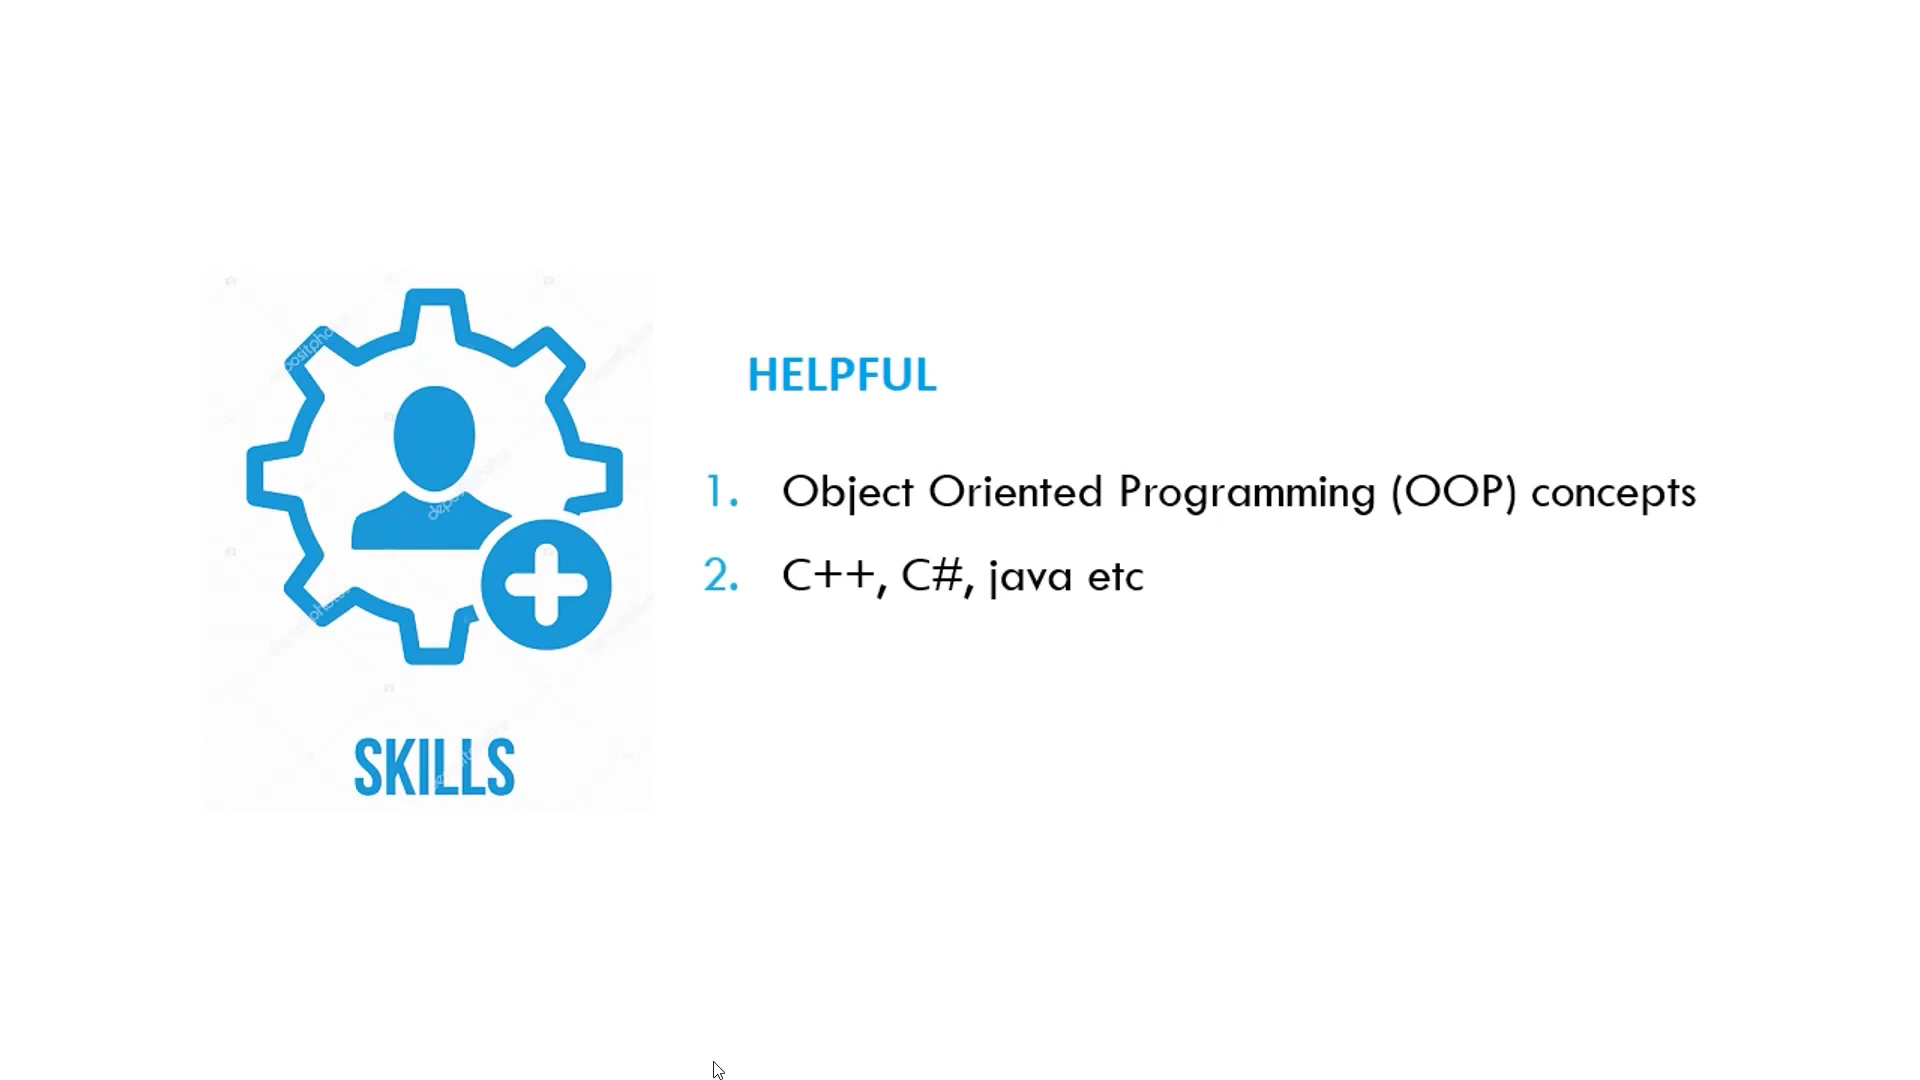 HELPFUL
1. Object Oriented Programming (OOP) concepts
2. C++, C#, java etc
SKILLS